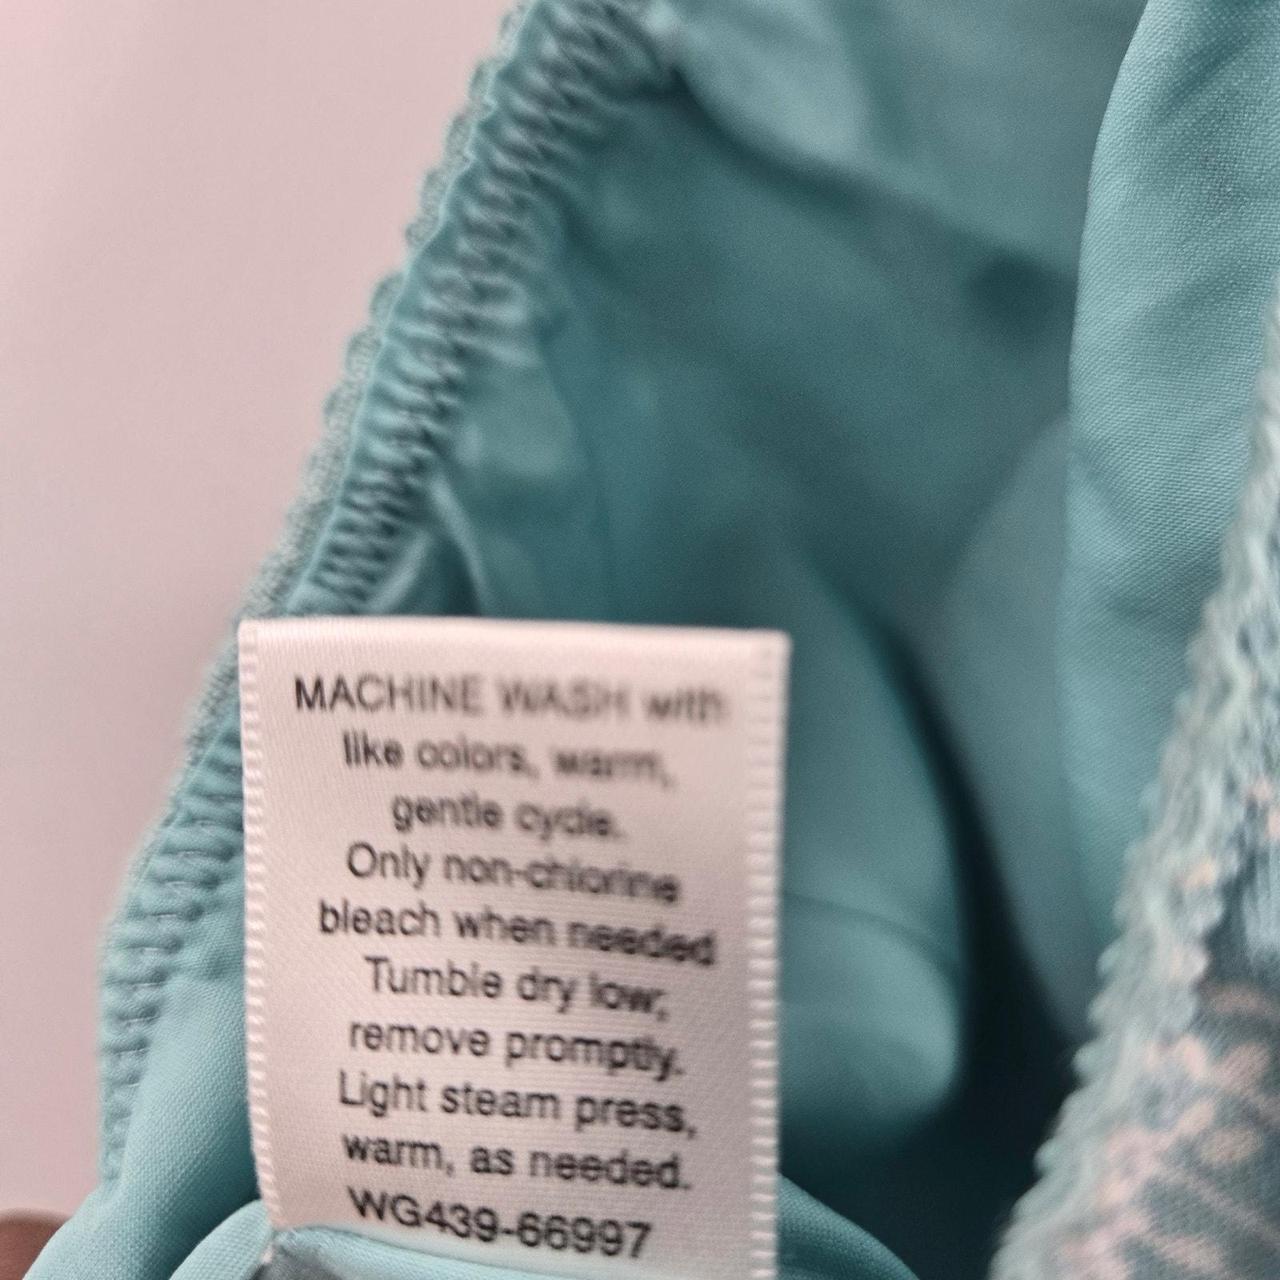 MACHINE WASH with
like colors, warm,
gentle cycle.
Only non-chlorine
bleach when needed
Tumble dry low,
remove promptly.
Light steam press,
warm, as needed.
WG439-66997